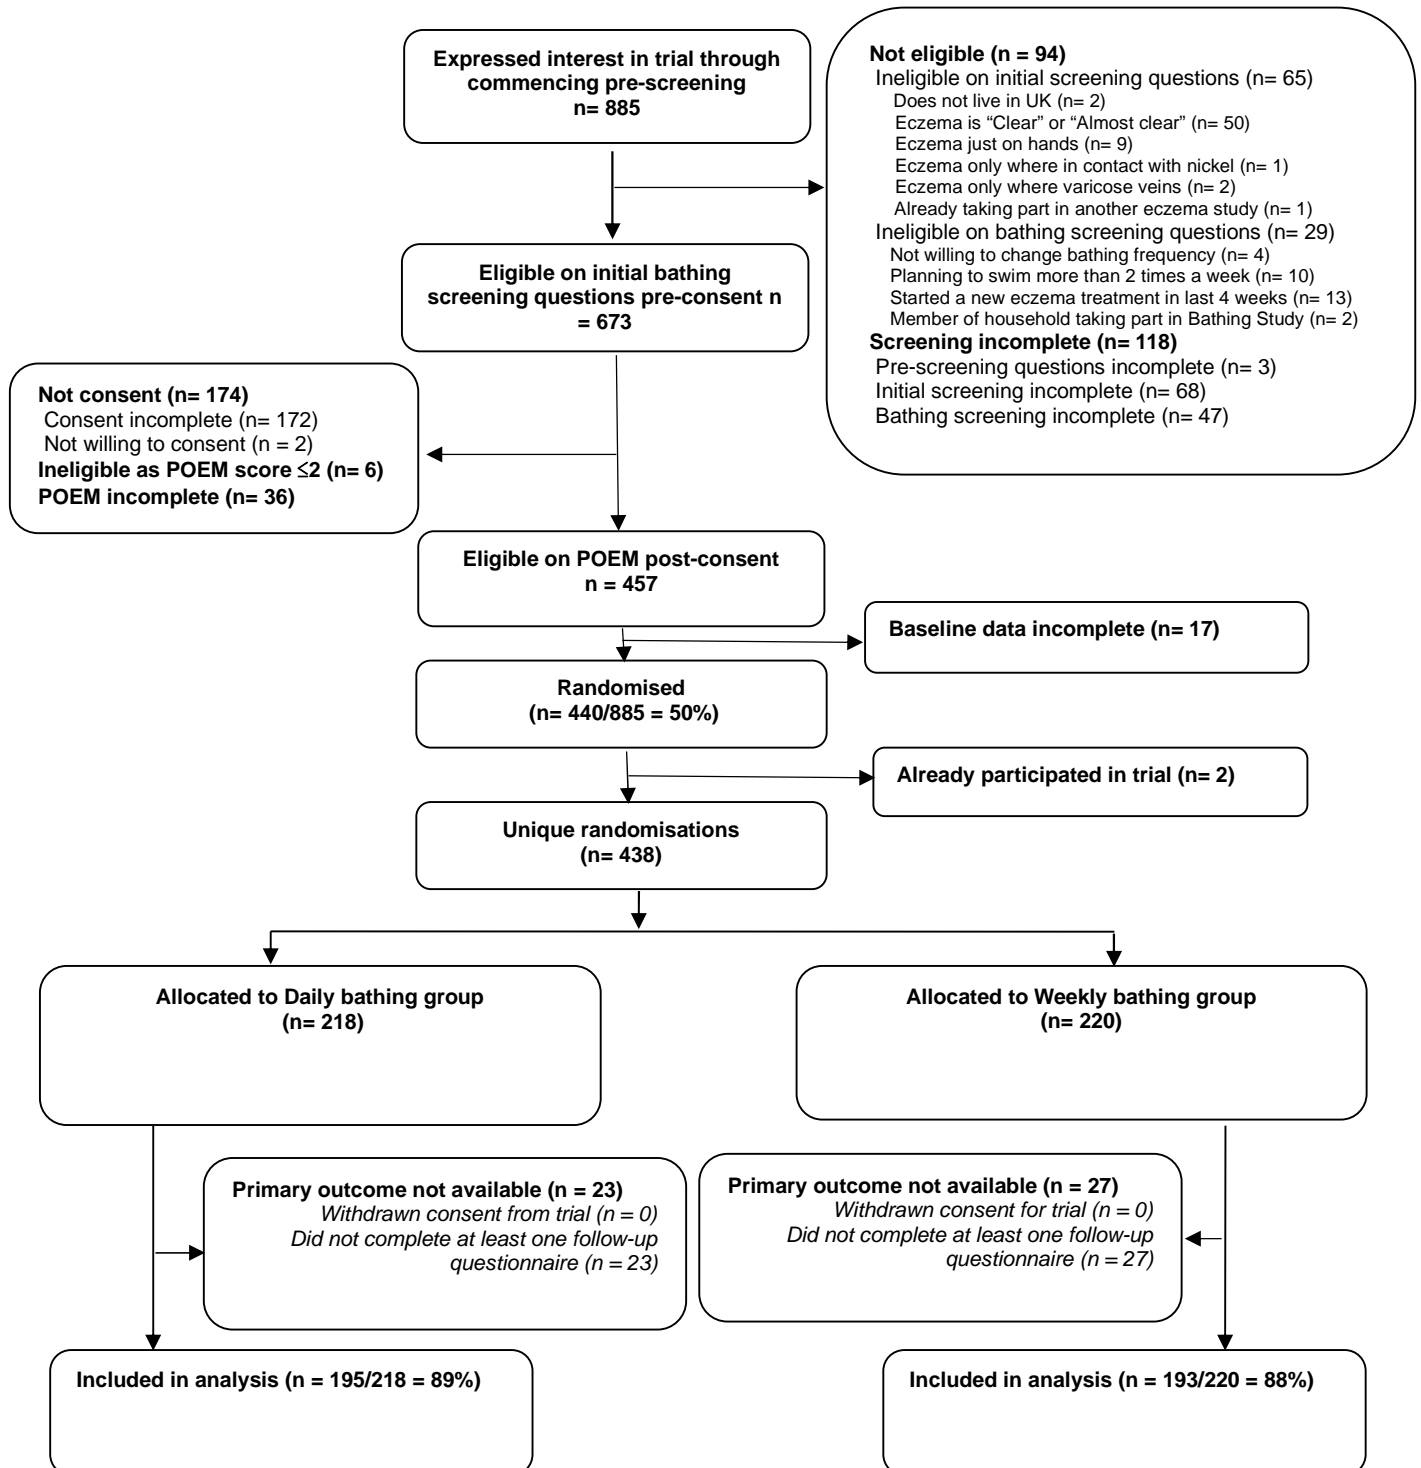 Expressed interest in trial through
commencing pre-screening
n= 885
Not eligible (n = 94)
Ineligible on initial screening questions (n= 65)
Does not live in UK (n= 2)
Eczema is “Clear” or “Almost clear” (n= 50)
Eczema just on hands (n= 9)
Eczema only where in contact with nickel (n= 1)
Eczema only where varicose veins (n= 2)
Already taking part in another eczema study (n= 1)
Ineligible on bathing screening questions (n= 29)
Not willing to change bathing frequency (n= 4)
Planning to swim more than 2 times a week (n= 10)
Started a new eczema treatment in last 4 weeks (n= 13)
Member of household taking part in Bathing Study (n= 2)
Screening incomplete (n= 118)
Pre-screening questions incomplete (n= 3)
Initial screening incomplete (n= 68)
Bathing screening incomplete (n= 47)
Eligible on initial bathing
screening questions pre-consent n
= 673
Not consent (n= 174)
Consent incomplete (n= 172)
Not willing to consent (n = 2)
Ineligible as POEM score ≤2 (n= 6)
POEM incomplete (n= 36)
Eligible on POEM post-consent
n = 457
Baseline data incomplete (n= 17)
Randomised
(n= 440/885 = 50%)
Already participated in trial (n= 2)
Unique randomisations
(n= 438)
Allocated to Daily bathing group
(n= 218)
Allocated to Weekly bathing group
(n= 220)
Primary outcome not available (n = 23)
Withdrawn consent from trial (n = 0)
Did not complete at least one follow-up
questionnaire (n = 23)
Primary outcome not available (n = 27)
Withdrawn consent for trial (n = 0)
Did not complete at least one follow-up
questionnaire (n = 27)
Included in analysis (n = 195/218 = 89%)
Included in analysis (n = 193/220 = 88%)